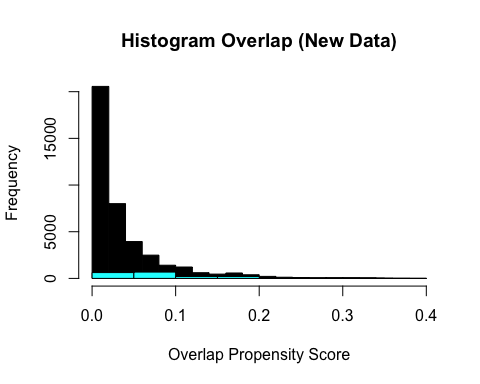 Histogram Overlap (New Data)
Frequency
15000
5000
0
0.0 0.1 0.2 0.3 0.4
Overlap Propensity Score